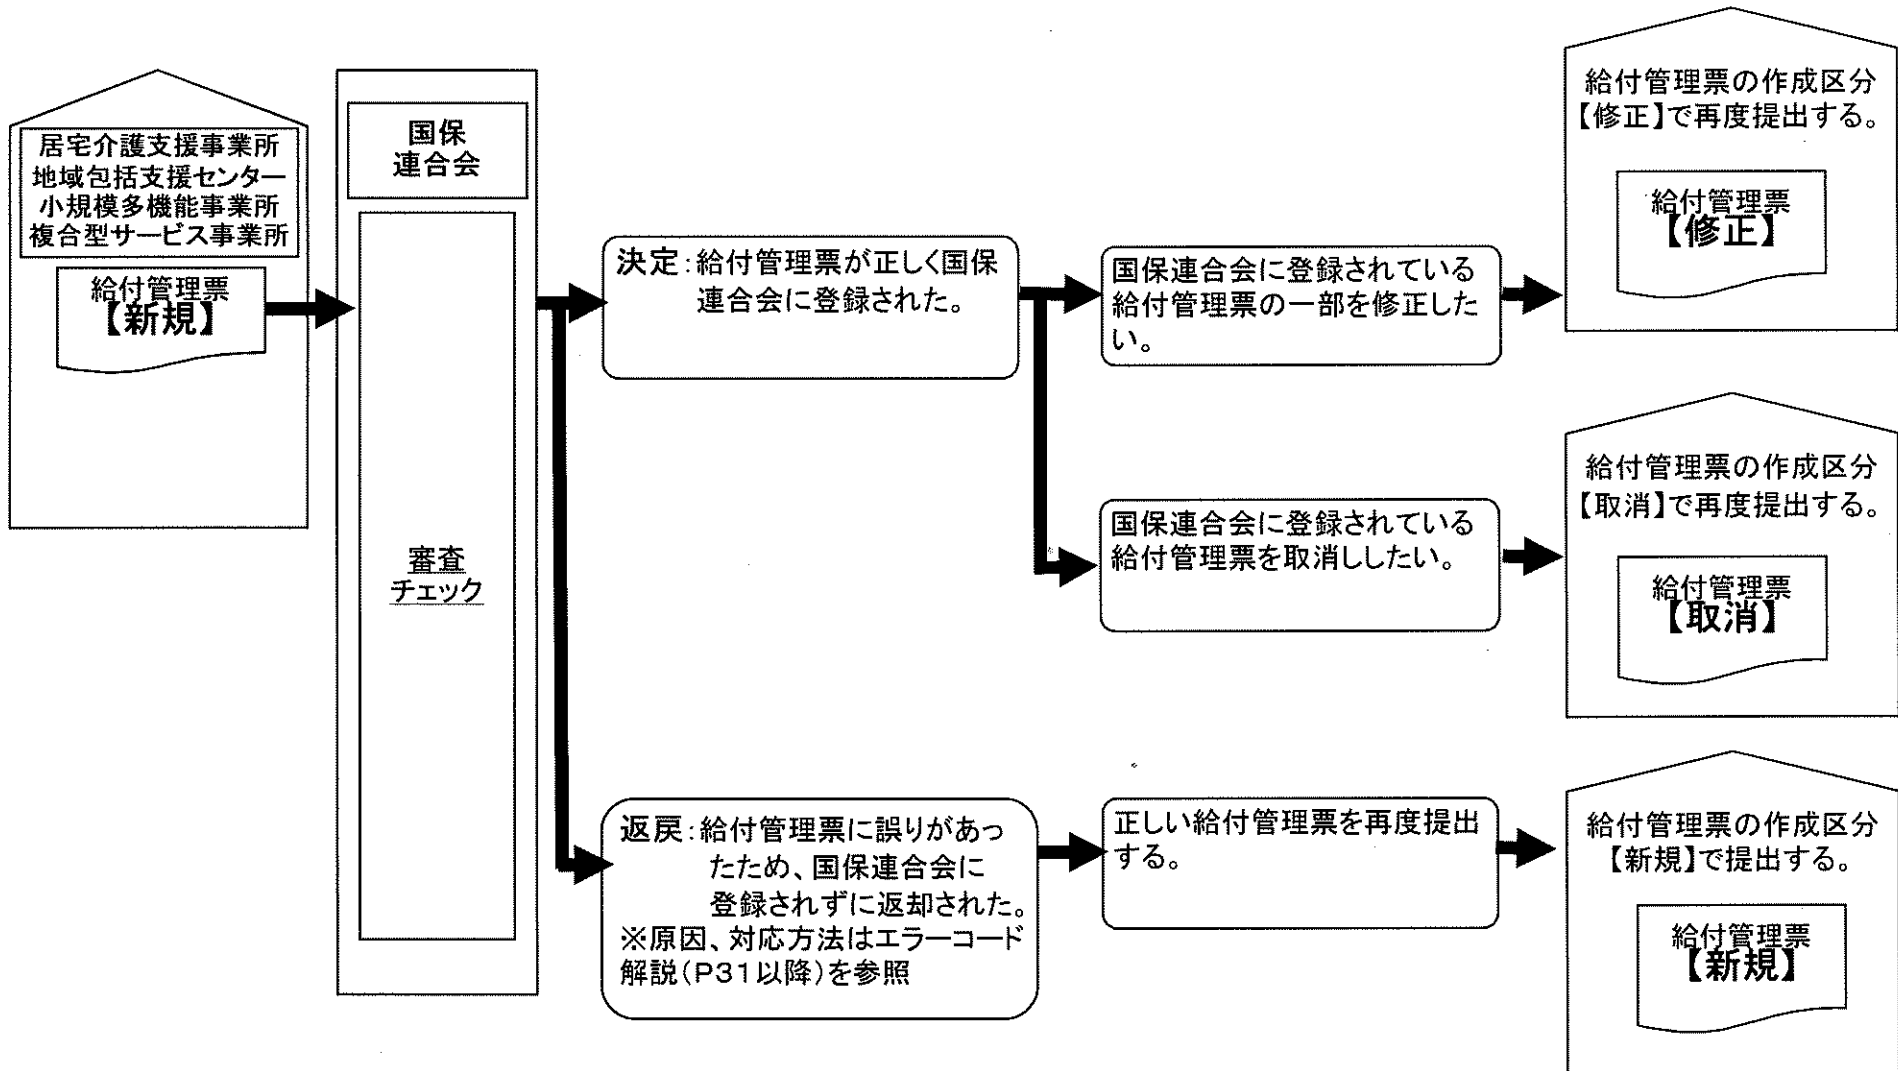 居宅介護支援事業所
地域包括支援センター
小規模多機能事業所
複合型サービス事業所
給付管理票
【新規】
国保
連合会
審査
チェック
決定：給付管理票が正しく国保
連合会に登録された。
国保連合会に登録されている
給付管理票の一部を修正した
い。
給付管理票の作成区分
【修正】で再度提出する。
給付管理票
【修正】
国保連合会に登録されている
給付管理票を取消ししたい。
給付管理票の作成区分
【取消】で再度提出する。
給付管理票
【取消】
返戻：給付管理票に誤りがあっ
たため、国保連合会に
登録されずに返却された。
※原因、対応方法はエラーコード
解説（Ｐ３１以降）を参照
正しい給付管理票を再度提出
する。
給付管理票の作成区分
【新規】で提出する。
給付管理票
【新規】